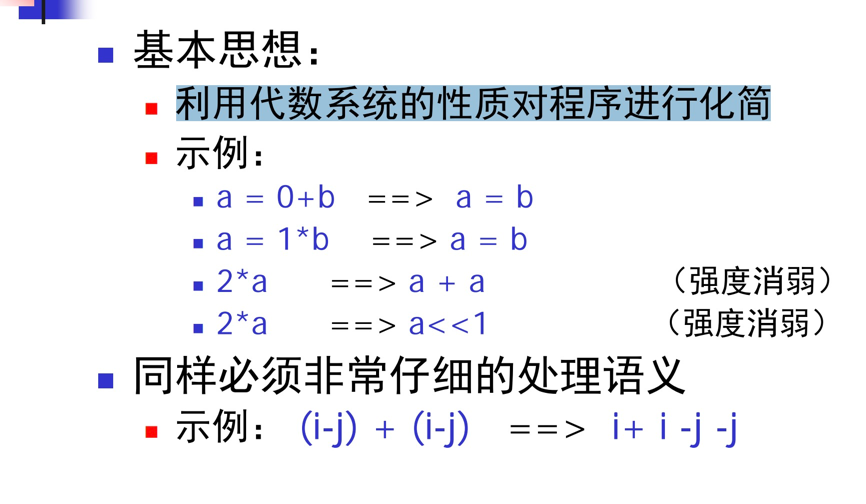 基本思想：
利用代数系统的性质对程序进行化简
示例：
a = 0+b ==> a = b
a = 1*b ==> a = b
2*a ==> a + a （强度消弱）
2*a ==> a<<1 （强度消弱）
同样必须非常仔细的处理语义
示例： (i-j) + (i-j) ==> i+ i -j -j